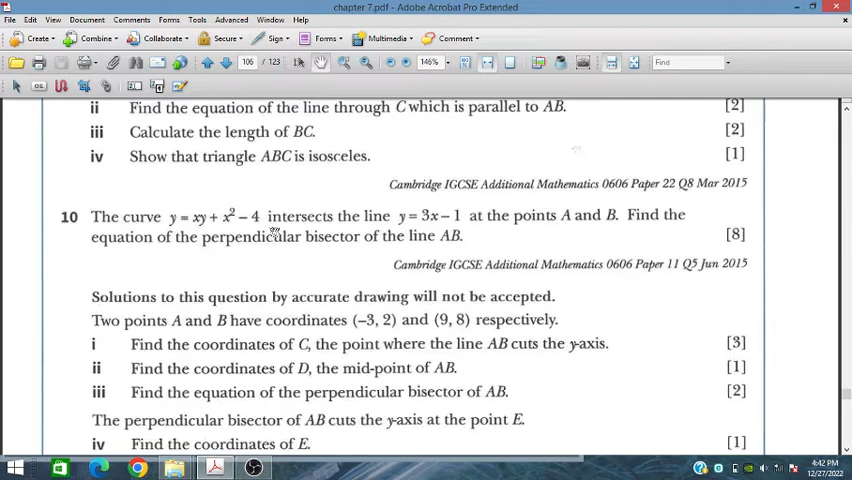 chapter 7.pdf - Adobe Acrobat Pro Extended
File Edit View Document Comments Forms Tools Advanced Window Help
Create Combine Collaborate Secure Sign Forms Multimedia Comment
106 / 123 146% Find
ii Find the equation of the line through C which is parallel to AB. [2]
iii Calculate the length of BC. [2]
iv Show that triangle ABC is isosceles. [1]
Cambridge IGCSE Additional Mathematics 0606 Paper 22 Q8 Mar 2015
10 The curve y = xy + x² – 4 intersects the line y = 3x – 1 at the points A and B. Find the
equation of the perpendicular bisector of the line AB. [8]
Cambridge IGCSE Additional Mathematics 0606 Paper 11 Q5 Jun 2015
Solutions to this question by accurate drawing will not be accepted.
Two points A and B have coordinates (–3, 2) and (9, 8) respectively.
i Find the coordinates of C, the point where the line AB cuts the y-axis. [3]
ii Find the coordinates of D, the mid-point of AB. [1]
iii Find the equation of the perpendicular bisector of AB. [2]
The perpendicular bisector of AB cuts the y-axis at the point E.
iv Find the coordinates of E. [1]
4:42 PM
12/27/2022